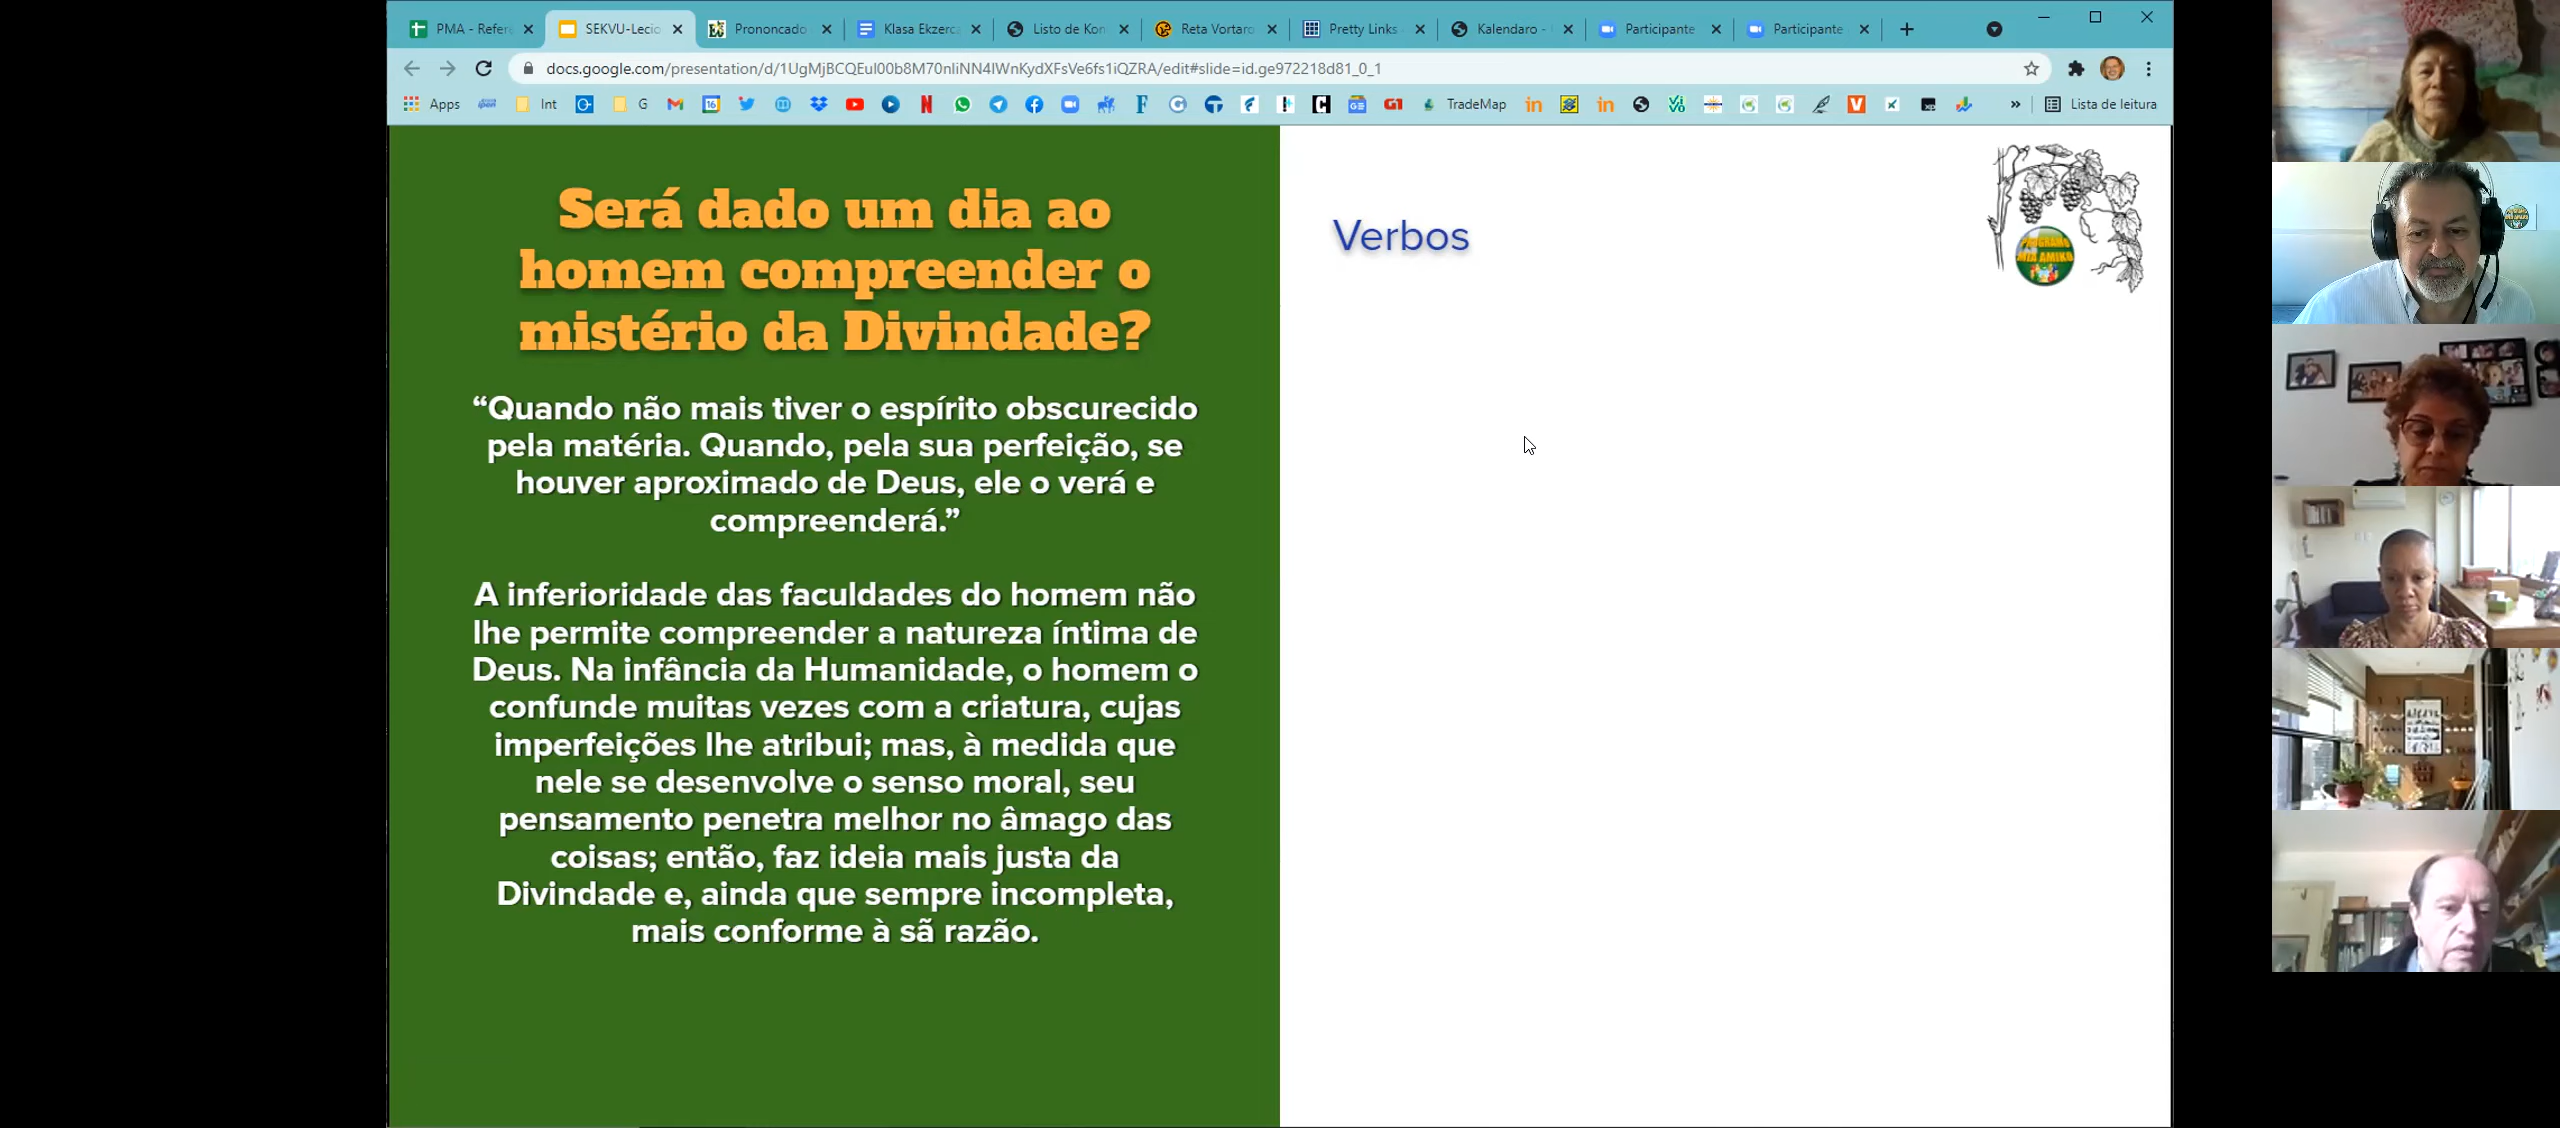 PMA - Refere
SEKVU-Lecio
Prononcado
Klasa Ekzerca
Listo de Kon
Reta Vortaro
Pretty Links
Kalendaro -
Participante
Participante
docs.google.com/presentation/d/1UgMjBCQEul00b8M70nliNN4lWnKydXFsVe6fs1iQZRA/edit#slide=id.ge972218d81_0_1
Apps
Int
G
TradeMap
Lista de leitura
Será dado um dia ao
homem compreender o
mistério da Divindade?
“Quando não mais tiver o espírito obscurecido
pela matéria. Quando, pela sua perfeição, se
houver aproximado de Deus, ele o verá e
compreenderá.”
A inferioridade das faculdades do homem não
lhe permite compreender a natureza íntima de
Deus. Na infância da Humanidade, o homem o
confunde muitas vezes com a criatura, cujas
imperfeições lhe atribui; mas, à medida que
nele se desenvolve o senso moral, seu
pensamento penetra melhor no âmago das
coisas; então, faz ideia mais justa da
Divindade e, ainda que sempre incompleta,
mais conforme à sã razão.
Verbos
PROGRAMO
MIA AMIKO